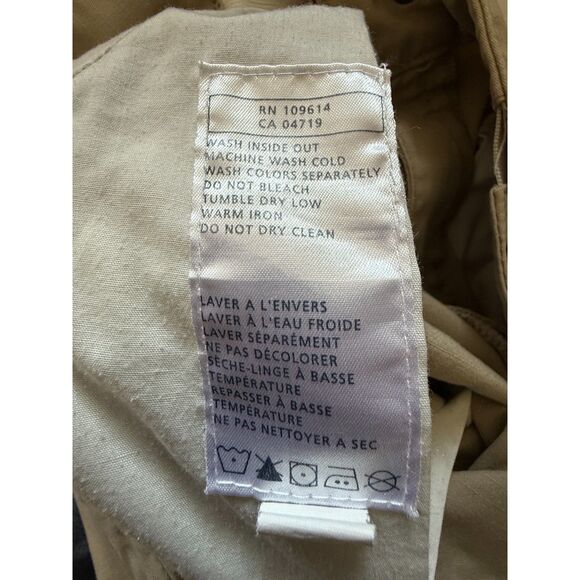 RN 109614
CA 04719
WASH INSIDE OUT
MACHINE WASH COLD
WASH COLORS SEPARATELY
DO NOT BLEACH
TUMBLE DRY LOW
WARM IRON
DO NOT DRY CLEAN
LAVER A L'ENVERS
LAVER À L'EAU FROIDE
LAVER SÉPARÉMENT
NE PAS DÉCOLORER
SÈCHE-LINGE À BASSE
TEMPÉRATURE
REPASSER À BASSE
TEMPÉRATURE
NE PAS NETTOYER A SEC